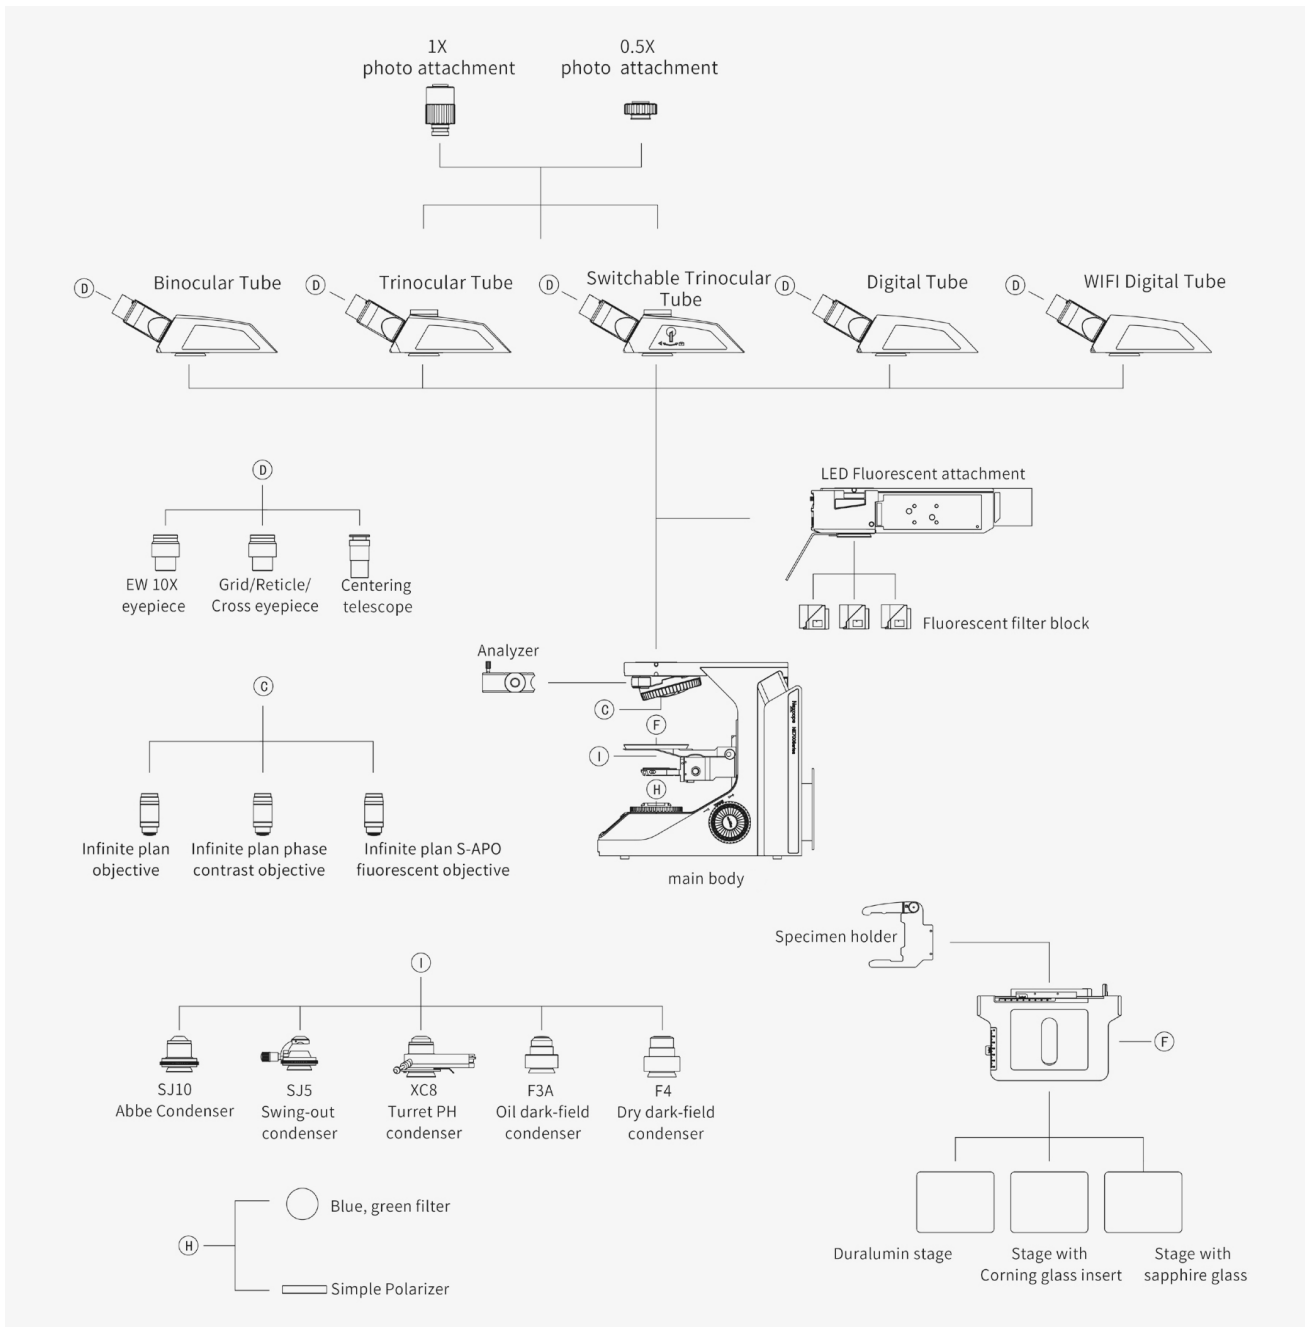 1X
photo attachment
0.5X
photo attachment
D
Binocular Tube
D
Trinocular Tube
D
Switchable Trinocular
Tube
D
Digital Tube
D
WIFI Digital Tube
D
EW 10X
eyepiece
Grid/Reticle/
Cross eyepiece
Centering
telescope
LED Fluorescent attachment
Fluorescent filter block
Analyzer
C
F
I
H
main body
C
Infinite plan
objective
Infinite plan phase
contrast objective
Infinite plan S-APO
fiuorescent objective
Specimen holder
F
I
SJ10
Abbe Condenser
SJ5
Swing-out
condenser
XC8
Turret PH
condenser
F3A
Oil dark-field
condenser
F4
Dry dark-field
condenser
H
Blue, green filter
Simple Polarizer
Duralumin stage
Stage with
Corning glass insert
Stage with
sapphire glass